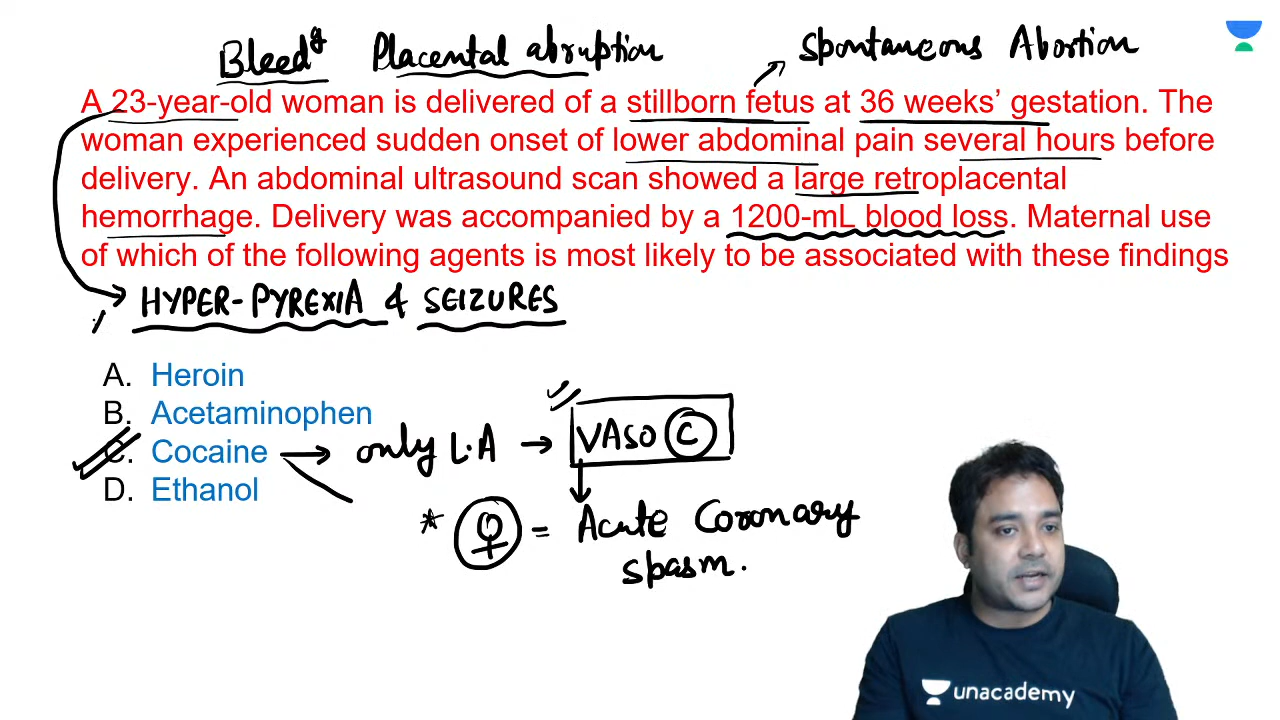 Bleedg Placental abruption Spontaneous Abortion
A 23-year-old woman is delivered of a stillborn fetus at 36 weeks’ gestation. The
woman experienced sudden onset of lower abdominal pain several hours before
delivery. An abdominal ultrasound scan showed a large retroplacental
hemorrhage. Delivery was accompanied by a 1200-mL blood loss. Maternal use
of which of the following agents is most likely to be associated with these findings
HYPER-PYREXIA & SEIZURES
A. Heroin
B. Acetaminophen
C. Cocaine → only L.A → VASO C
D. Ethanol
* ♀ = Acute Coronary
spasm.
unacademy